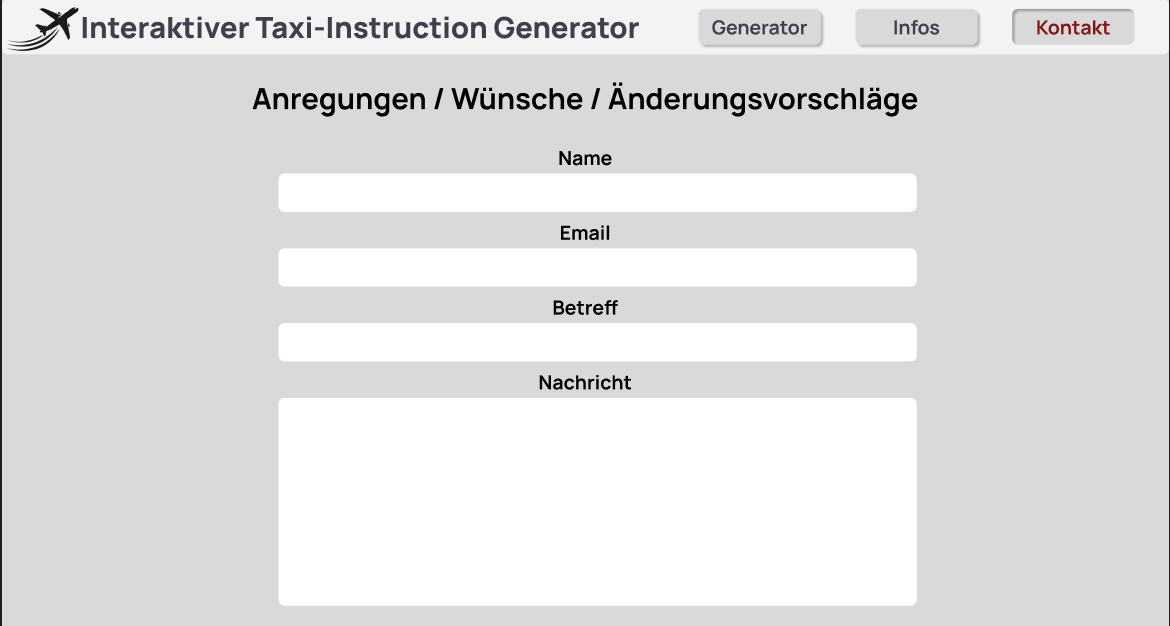 Interaktiver Taxi-Instruction Generator
Generator
Infos
Kontakt
Anregungen / Wünsche / Änderungsvorschläge
Name
Email
Betreff
Nachricht